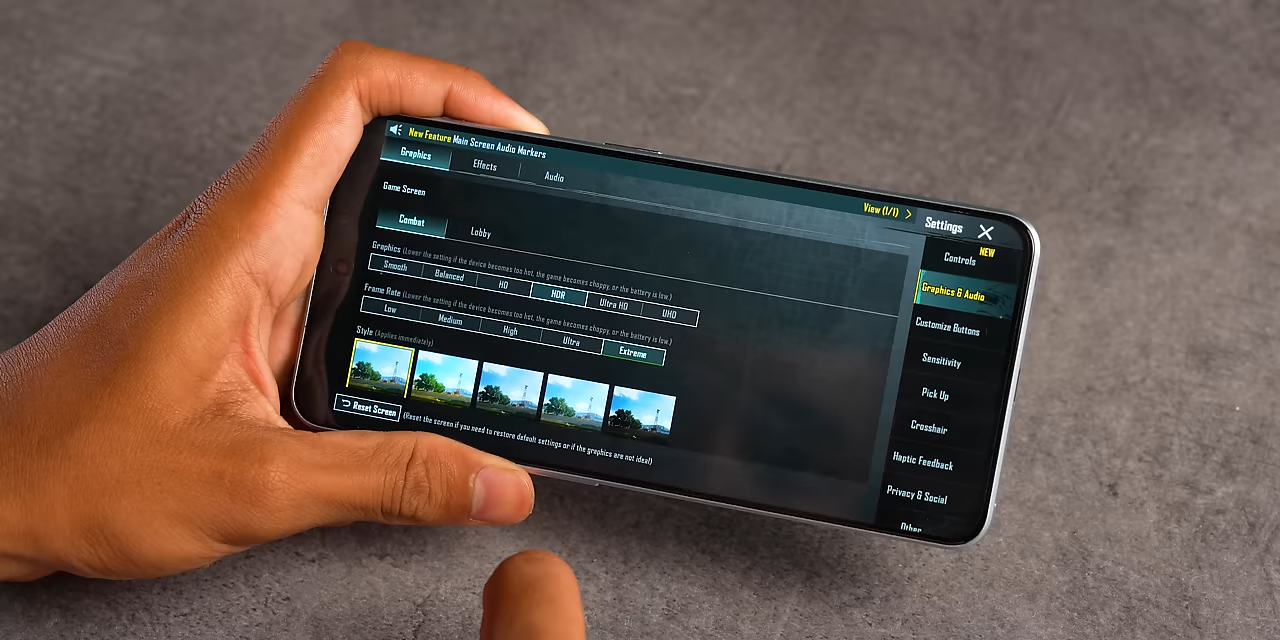 New Feature Main Screen Audio Markers
View (1/1)
Graphics
Effects
Audio
Game Screen
Combat
Lobby
Graphics (Lower the setting if the device becomes too hot, the game becomes choppy, or the battery is low.)
Smooth
Balanced
HD
HDR
Ultra HD
UHD
Frame Rate (Lower the setting if the device becomes too hot, the game becomes choppy, or the battery is low.)
Low
Medium
High
Ultra
Extreme
Style (Applies immediately)
Reset Screen
(Reset the screen if you need to restore default settings or if the graphics are not ideal)
Settings
NEW
Controls
Graphics & Audio
Customize Buttons
Sensitivity
Pick Up
Crosshair
Haptic Feedback
Privacy & Social
Other